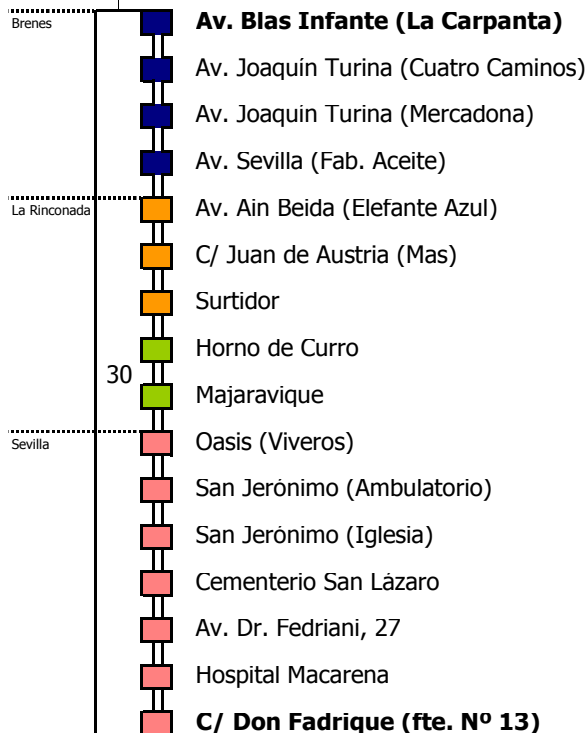 Brenes
Av. Blas Infante (La Carpanta)
Av. Joaquín Turina (Cuatro Caminos)
Av. Joaquin Turina (Mercadona)
Av. Sevilla (Fab. Aceite)
La Rinconada
Av. Ain Beida (Elefante Azul)
C/ Juan de Austria (Mas)
Surtidor
Horno de Curro
30
Majaravique
Sevilla
Oasis (Viveros)
San Jerónimo (Ambulatorio)
San Jerónimo (Iglesia)
Cementerio San Lázaro
Av. Dr. Fedriani, 27
Hospital Macarena
C/ Don Fadrique (fte. Nº 13)